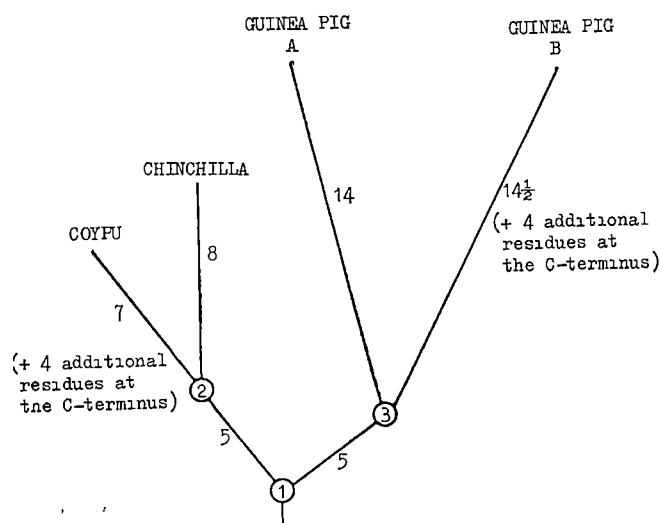 GUINEA PIG
A
GUINEA PIG
B
CHINCHILLA
COYPU
14
14½
(+ 4 additional
residues at
the C-terminus)
8
7
(+ 4 additional
residues at
the C-terminus)
2
3
5
5
1